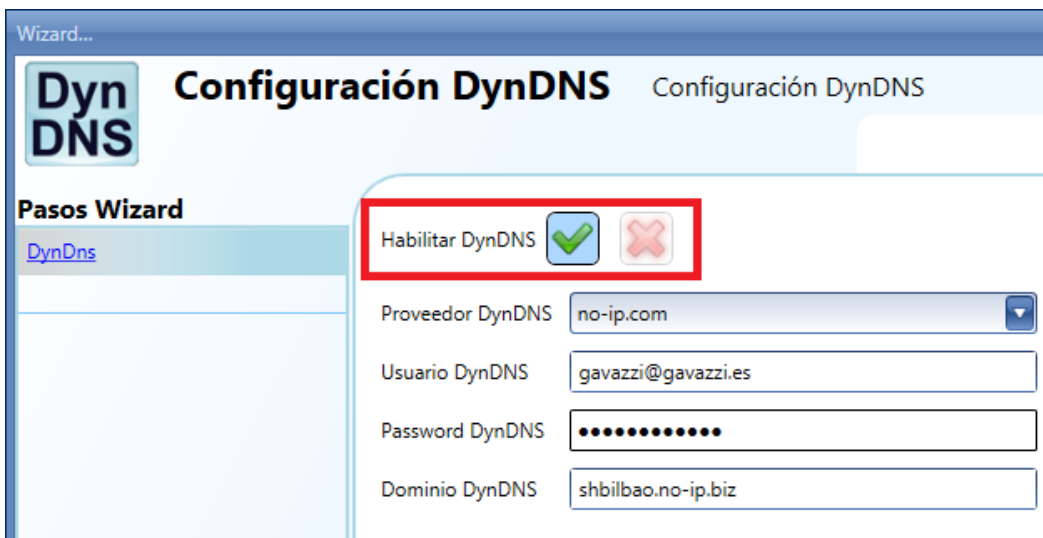 Wizard...
Dyn
DNS
Configuración DynDNS
Configuración DynDNS
Pasos Wizard
DynDns
Habilitar DynDNS
Proveedor DynDNS
no-ip.com
Usuario DynDNS
gavazzi@gavazzi.es
Password DynDNS
●●●●●●●●●●●●
Dominio DynDNS
shbilbao.no-ip.biz